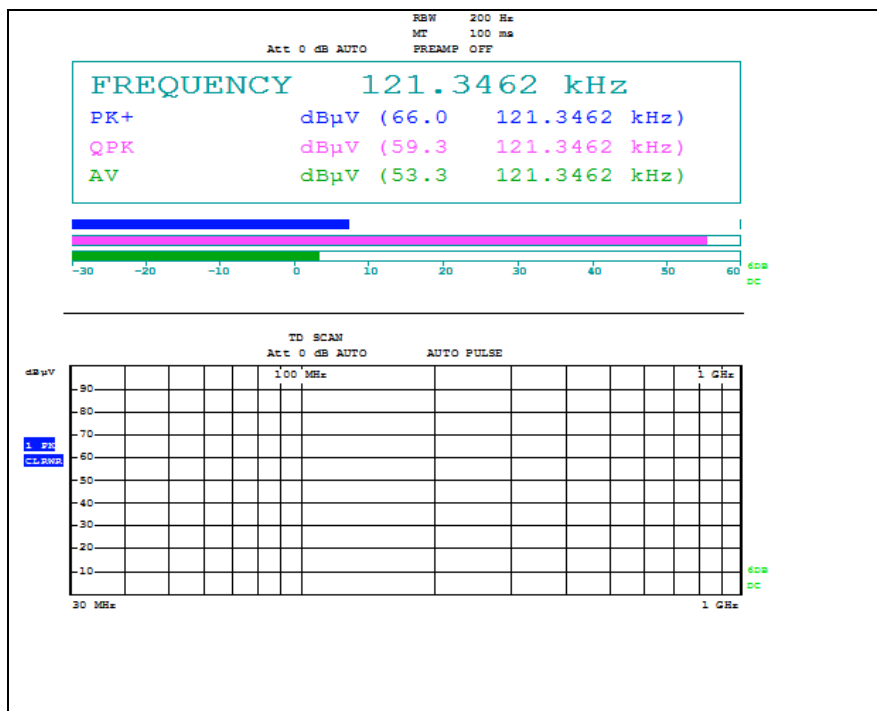 RBW 200 Hz
MT 100 ms
Att 0 dB AUTO PREAMP OFF
FREQUENCY 121.3462 kHz
PK+ dBµV (66.0 121.3462 kHz)
QPK dBµV (59.3 121.3462 kHz)
AV dBµV (53.3 121.3462 kHz)
-30 -20 -10 0 10 20 30 40 50 60
6DB
DC
TD SCAN
Att 0 dB AUTO AUTO PULSE
dBµV
100 MHz 1 GHz
90
80
70
1 PK
60
CLRWR
50
40
30
20
10
6DB
DC
30 MHz 1 GHz